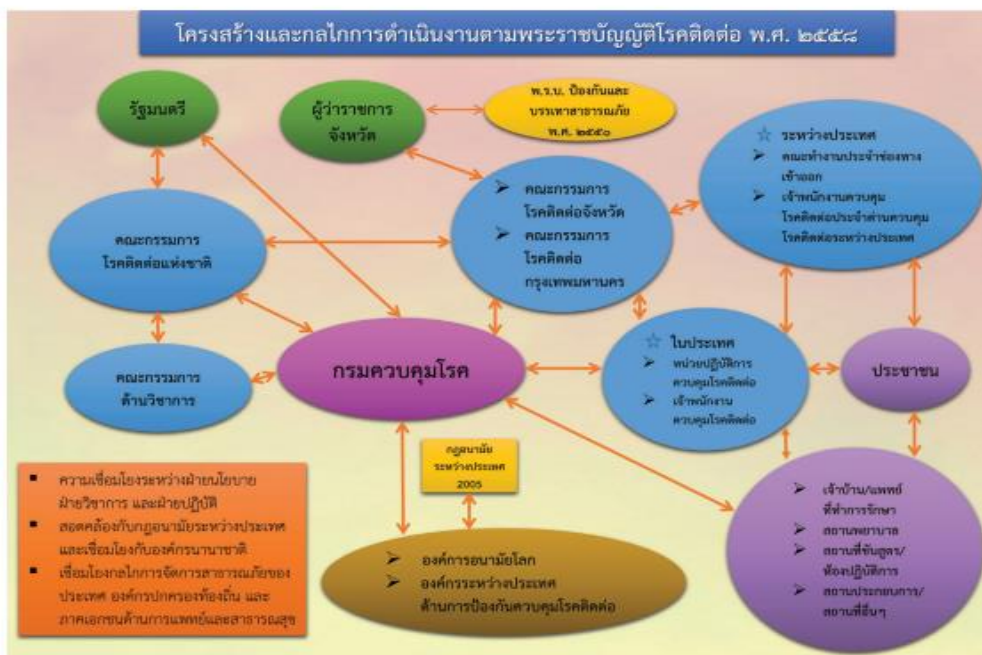 โครงสร้างและกลไกการดำเนินงานตามพระราชบัญญัติโรคติดต่อ พ.ศ. ๒๕๕๘
รัฐมนตรี
ผู้ว่าราชการ
จังหวัด
พ.ร.บ. ป้องกันและ
บรรเทาสาธารณภัย
พ.ศ. ๒๕๕๐
☆ ระหว่างประเทศ
➢ คณะทำงานประจำช่องทาง
เข้าออก
➢ เจ้าพนักงานควบคุม
โรคติดต่อประจำด่านควบคุม
โรคติดต่อระหว่างประเทศ
➢ คณะกรรมการ
โรคติดต่อจังหวัด
➢ คณะกรรมการ
โรคติดต่อ
กรุงเทพมหานคร
คณะกรรมการ
โรคติดต่อแห่งชาติ
☆ ในประเทศ
➢ หน่วยปฏิบัติการ
ควบคุมโรคติดต่อ
➢ เจ้าพนักงาน
ควบคุมโรคติดต่อ
ประชาชน
กรมควบคุมโรค
คณะกรรมการ
ด้านวิชาการ
กฎอนามัย
ระหว่างประเทศ
2005
▪ ความเชื่อมโยงระหว่างฝ่ายนโยบาย
ฝ่ายวิชาการ และฝ่ายปฏิบัติ
▪ สอดคล้องกับกฎอนามัยระหว่างประเทศ
และเชื่อมโยงกับองค์กรนานาชาติ
▪ เชื่อมโยงกลไกการจัดการสาธารณภัยของ
ประเทศ องค์กรปกครองท้องถิ่น และ
ภาคเอกชนด้านการแพทย์และสาธารณสุข
➢ องค์การอนามัยโลก
➢ องค์กรระหว่างประเทศ
ด้านการป้องกันควบคุมโรคติดต่อ
➢ เจ้าบ้าน/แพทย์
ที่ทำการรักษา
➢ สถานพยาบาล
➢ สถานที่ชันสูตร/
ห้องปฏิบัติการ
➢ สถานประกอบการ/
สถานที่อื่นๆ